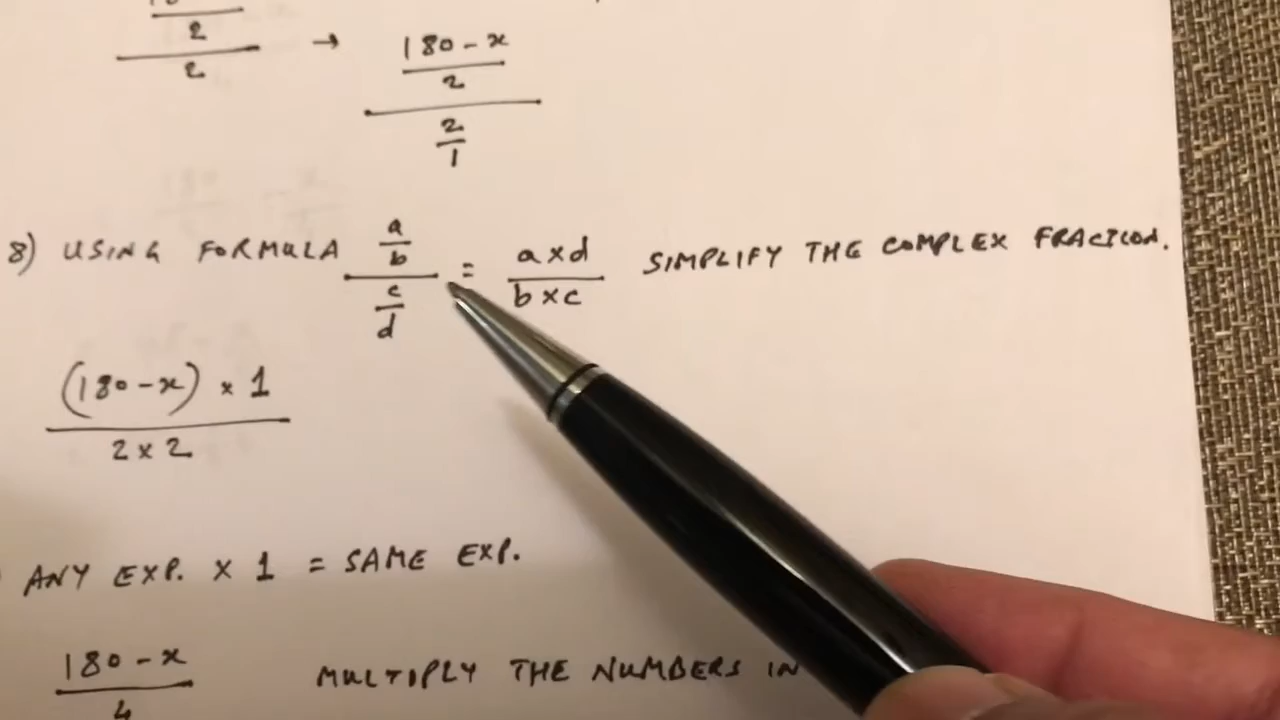 2
2
→
180 - x
2
2
1
8) USING FORMULA a/b / c/d = a x d / b x c SIMPLIFY THE COMPLEX FRACTION.
(180 - x) x 1
2 x 2
ANY EXP. x 1 = SAME EXP.
180 - x
4
MULTIPLY THE NUMBERS IN